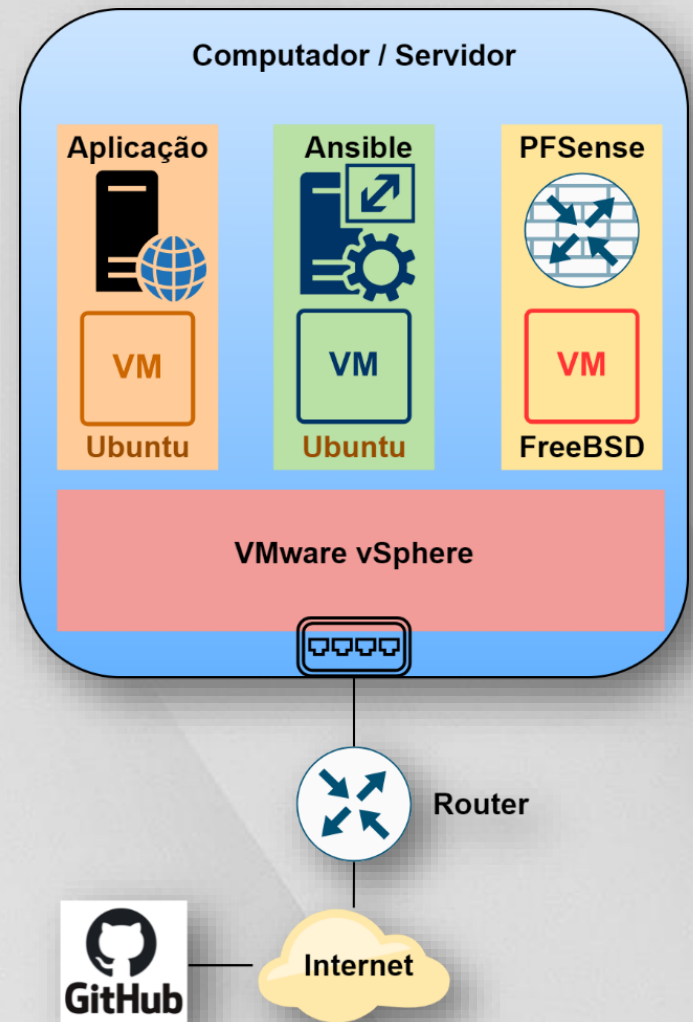 Computador / Servidor
Aplicação
Ansible
PFSense
VM
VM
VM
Ubuntu
Ubuntu
FreeBSD
VMware vSphere
Router
Internet
GitHub